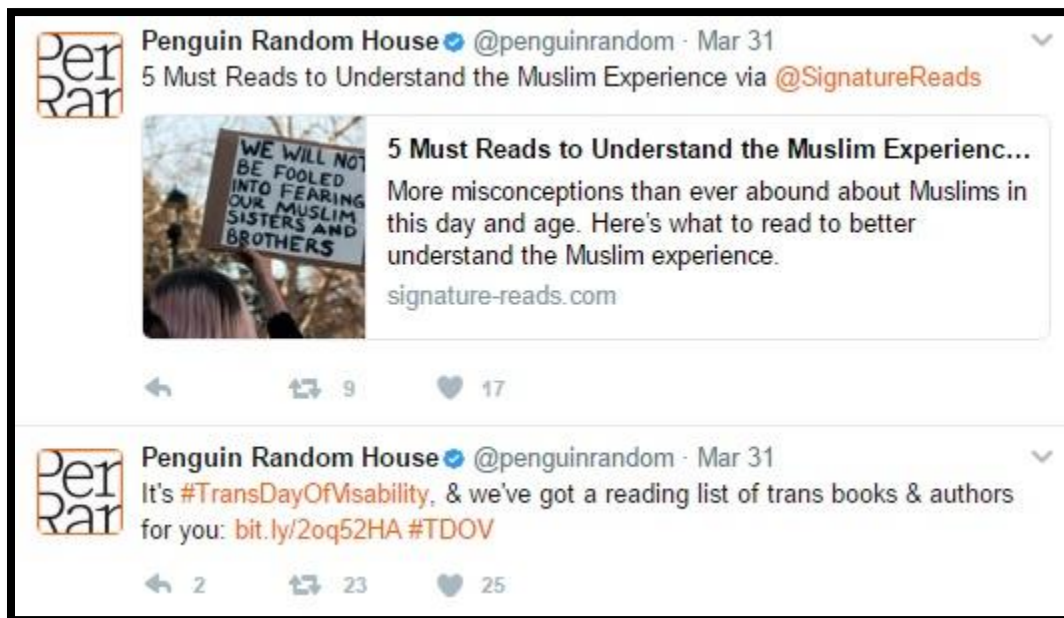 Per
Ran
Penguin Random House @penguinrandom · Mar 31
5 Must Reads to Understand the Muslim Experience via @SignatureReads
WE WILL NOT
BE FOOLED
INTO FEARING
OUR MUSLIM
SISTERS AND
BROTHERS
5 Must Reads to Understand the Muslim Experienc...
More misconceptions than ever abound about Muslims in
this day and age. Here's what to read to better
understand the Muslim experience.
signature-reads.com
9 17
Per
Ran
Penguin Random House @penguinrandom · Mar 31
It's #TransDayOfVisability, & we've got a reading list of trans books & authors
for you: bit.ly/2oq52HA #TDOV
2 23 25